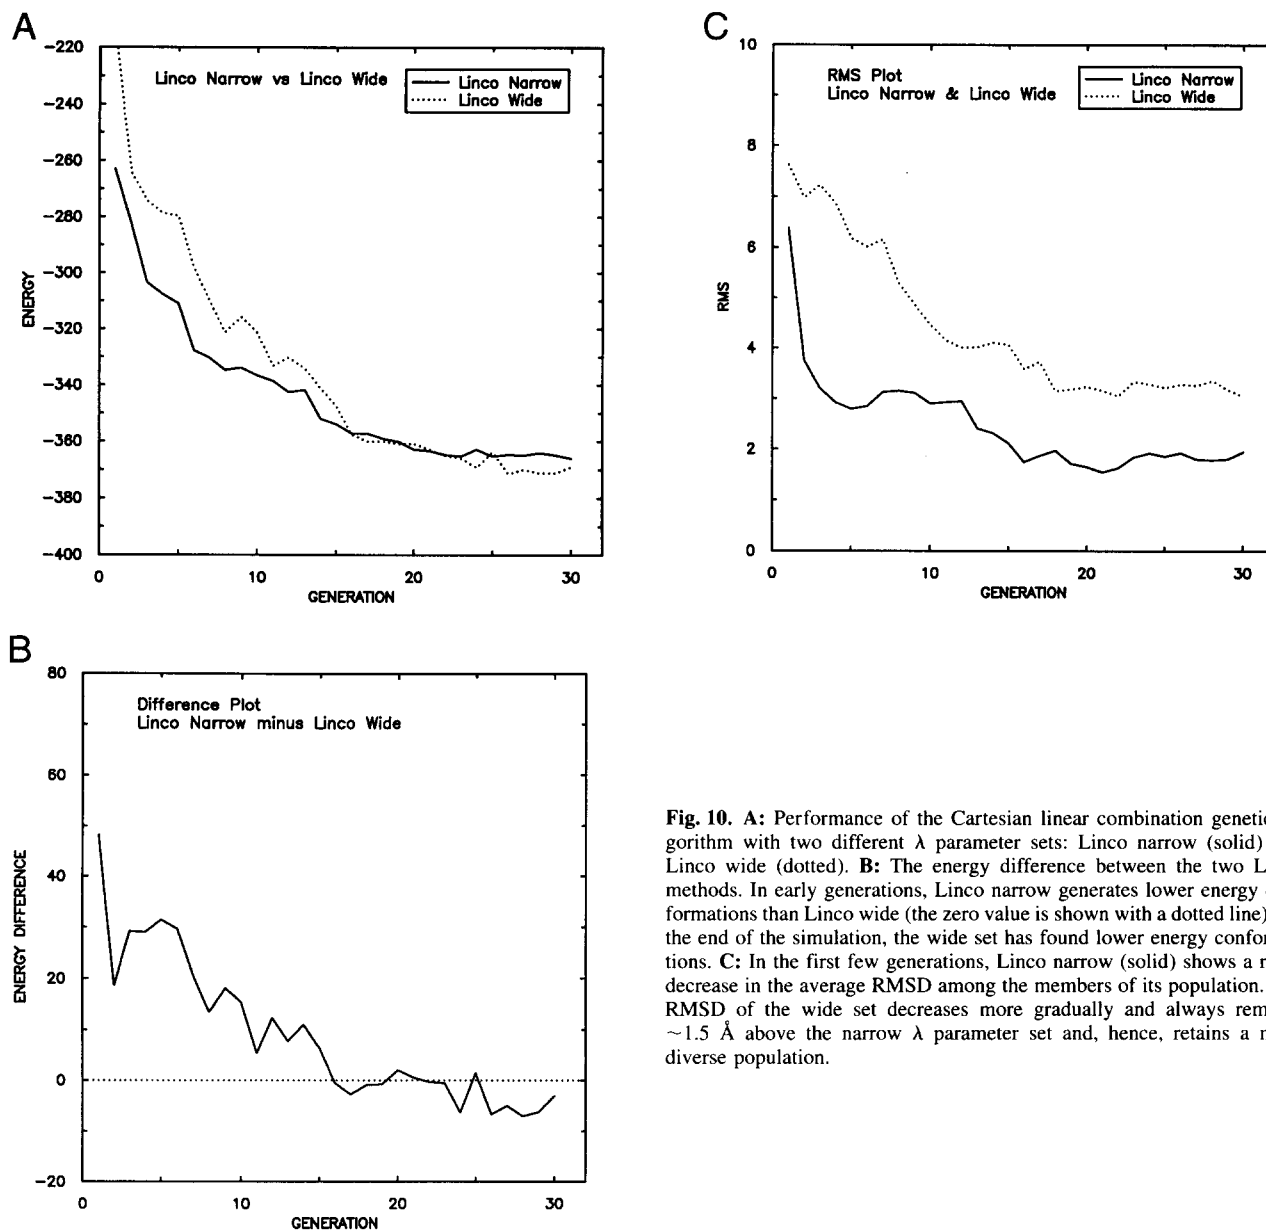 A
-220
-240
-260
-280
-300
-320
-340
-360
-380
-400
ENERGY
Linco Narrow vs Linco Wide
Linco Narrow
Linco Wide
0
10
20
30
GENERATION
C
10
8
6
4
2
0
RMS
RMS Plot
Linco Narrow & Linco Wide
Linco Narrow
Linco Wide
0
10
20
30
GENERATION
B
80
60
40
20
0
-20
ENERGY DIFFERENCE
Difference Plot
Linco Narrow minus Linco Wide
0
10
20
30
GENERATION
Fig. 10. A: Performance of the Cartesian linear combination genetic
gorithm with two different λ parameter sets: Linco narrow (solid)
Linco wide (dotted). B: The energy difference between the two L
methods. In early generations, Linco narrow generates lower energy
formations than Linco wide (the zero value is shown with a dotted line)
the end of the simulation, the wide set has found lower energy confor
tions. C: In the first few generations, Linco narrow (solid) shows a r
decrease in the average RMSD among the members of its population.
RMSD of the wide set decreases more gradually and always rem
~1.5 Å above the narrow λ parameter set and, hence, retains a m
diverse population.